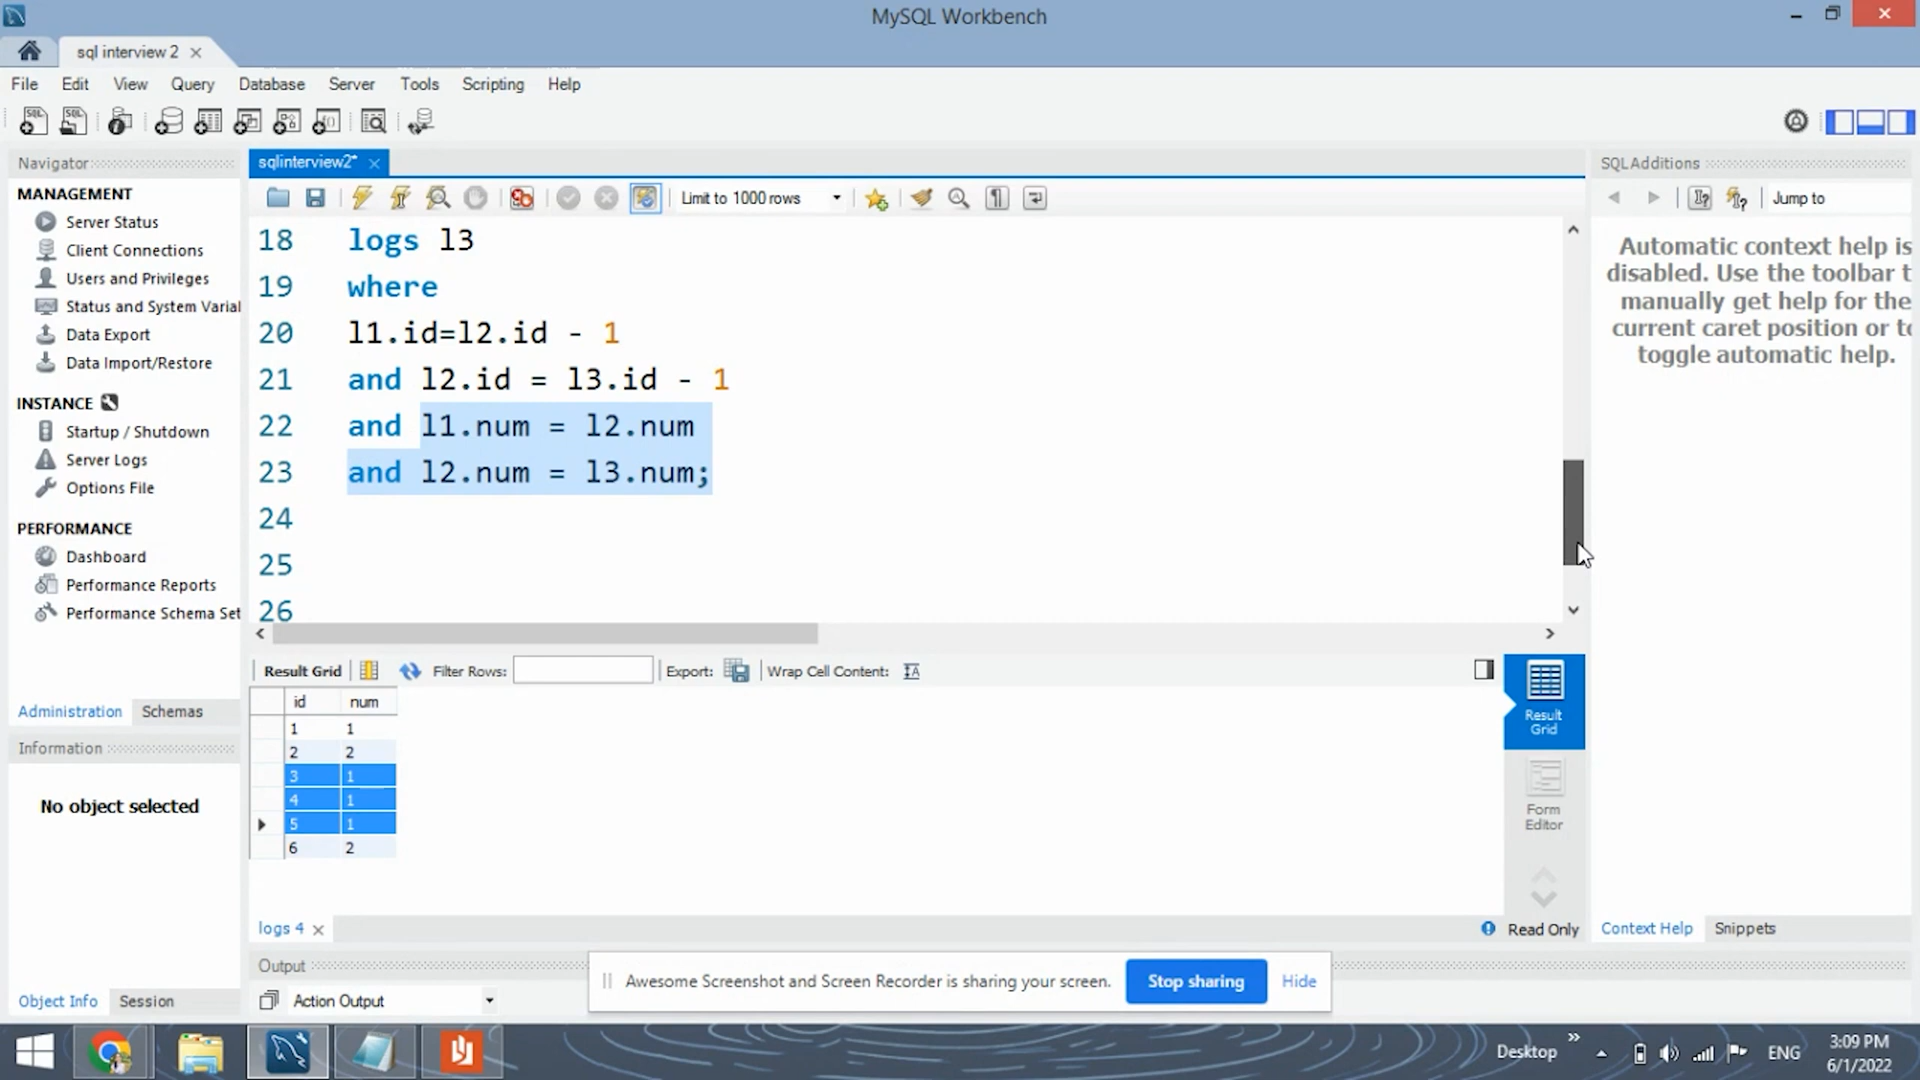 MySQL Workbench
sql interview 2
File Edit View Query Database Server Tools Scripting Help
Navigator
MANAGEMENT
Server Status
Client Connections
Users and Privileges
Status and System Varial
Data Export
Data Import/Restore
INSTANCE
Startup / Shutdown
Server Logs
Options File
PERFORMANCE
Dashboard
Performance Reports
Performance Schema Set
Administration Schemas
Information
No object selected
Object Info Session
sqlinterview2*
Limit to 1000 rows
18 logs l3
19 where
20 l1.id=l2.id - 1
21 and l2.id = l3.id - 1
22 and l1.num = l2.num
23 and l2.num = l3.num;
24
25
26
Result Grid Filter Rows: Export: Wrap Cell Content:
id num
1 1
2 2
3 1
4 1
5 1
6 2
Result
Grid
Form
Editor
logs 4
Read Only
Output
Action Output
SQLAdditions
Jump to
Automatic context help is
disabled. Use the toolbar t
manually get help for the
current caret position or to
toggle automatic help.
Context Help Snippets
Awesome Screenshot and Screen Recorder is sharing your screen. Stop sharing Hide
Desktop
ENG
3:09 PM
6/1/2022